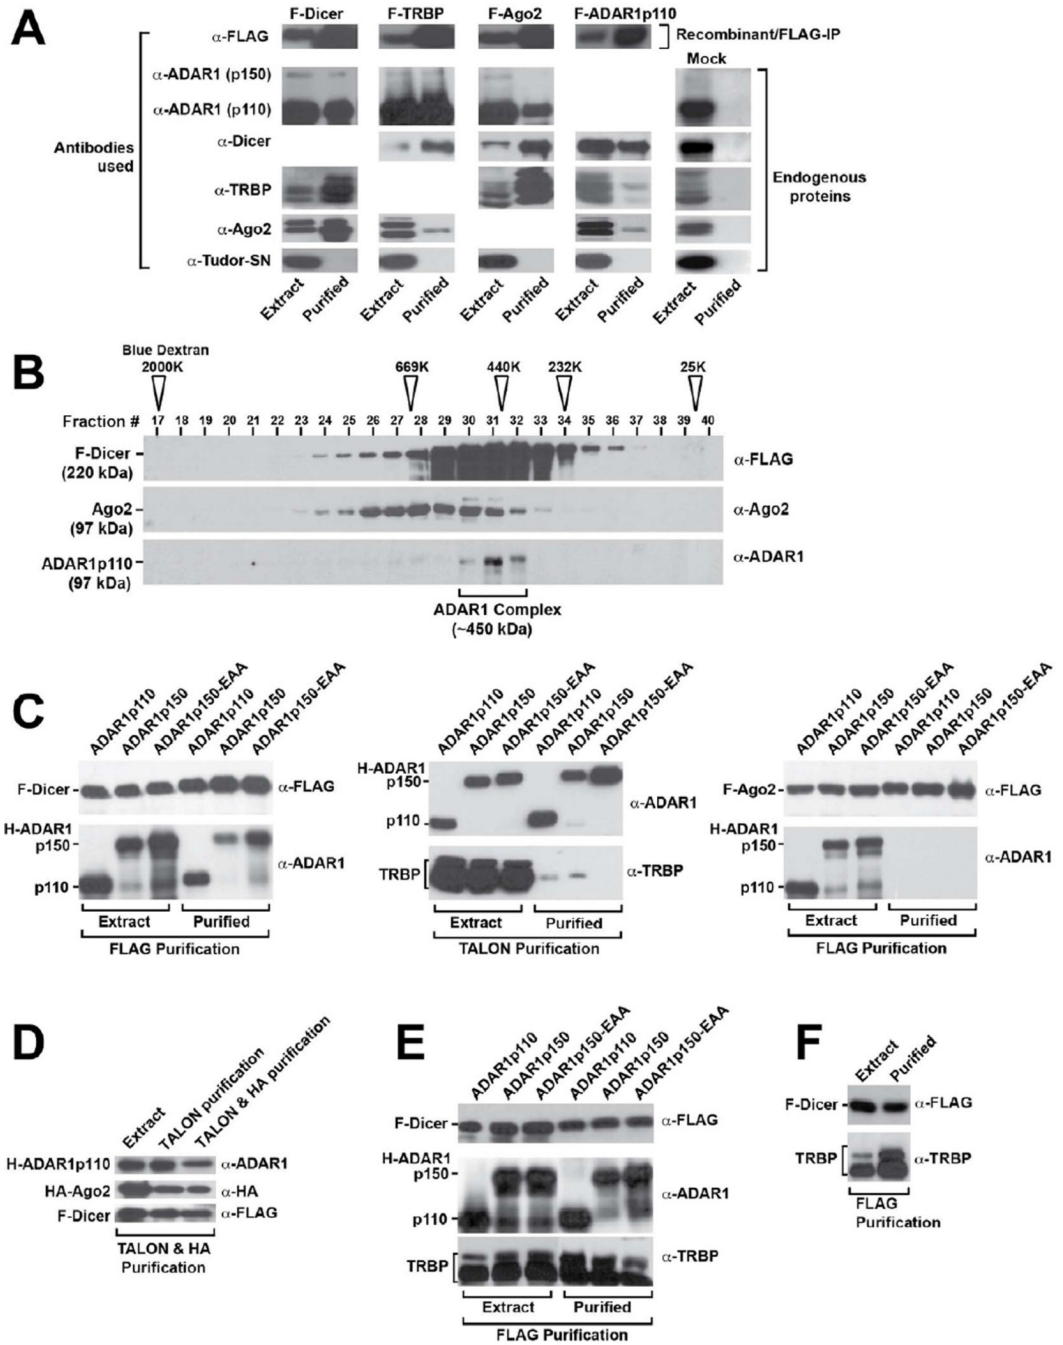 A
F-Dicer F-TRBP F-Ago2 F-ADAR1p110
α-FLAG Recombinant/FLAG-IP
Mock
α-ADAR1 (p150)
α-ADAR1 (p110)
Antibodies
used
α-Dicer
α-TRBP
Endogenous
proteins
α-Ago2
α-Tudor-SN
Extract Purified Extract Purified Extract Purified Extract Purified Extract Purified
B
Blue Dextran
2000K 669K 440K 232K 25K
Fraction # 17 18 19 20 21 22 23 24 25 26 27 28 29 30 31 32 33 34 35 36 37 38 39 40
F-Dicer
(220 kDa)
α-FLAG
Ago2
(97 kDa)
α-Ago2
ADAR1p110
(97 kDa)
α-ADAR1
ADAR1 Complex
(~450 kDa)
C
ADAR1p110 ADAR1p150 ADAR1p150-EAA ADAR1p110 ADAR1p150 ADAR1p150-EAA
F-Dicer α-FLAG
H-ADAR1
p150
α-ADAR1
p110
Extract Purified
FLAG Purification
ADAR1p110 ADAR1p150 ADAR1p150-EAA ADAR1p110 ADAR1p150 ADAR1p150-EAA
H-ADAR1
p150
α-ADAR1
p110
TRBP α-TRBP
Extract Purified
TALON Purification
ADAR1p110 ADAR1p150 ADAR1p150-EAA ADAR1p110 ADAR1p150 ADAR1p150-EAA
F-Ago2 α-FLAG
H-ADAR1
p150
α-ADAR1
p110
Extract Purified
FLAG Purification
D
Extract TALON purification TALON & HA purification
H-ADAR1p110 α-ADAR1
HA-Ago2 α-HA
F-Dicer α-FLAG
TALON & HA
Purification
E
ADAR1p110 ADAR1p150 ADAR1p150-EAA ADAR1p110 ADAR1p150 ADAR1p150-EAA
F-Dicer α-FLAG
H-ADAR1
p150
α-ADAR1
p110
TRBP α-TRBP
Extract Purified
FLAG Purification
F
Extract Purified
F-Dicer α-FLAG
TRBP α-TRBP
FLAG
Purification